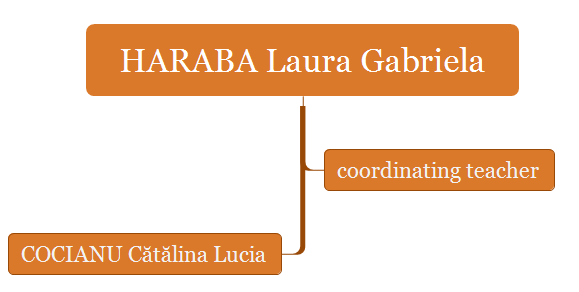 HARABA Laura Gabriela
coordinating teacher
COCIANU Cătălina Lucia